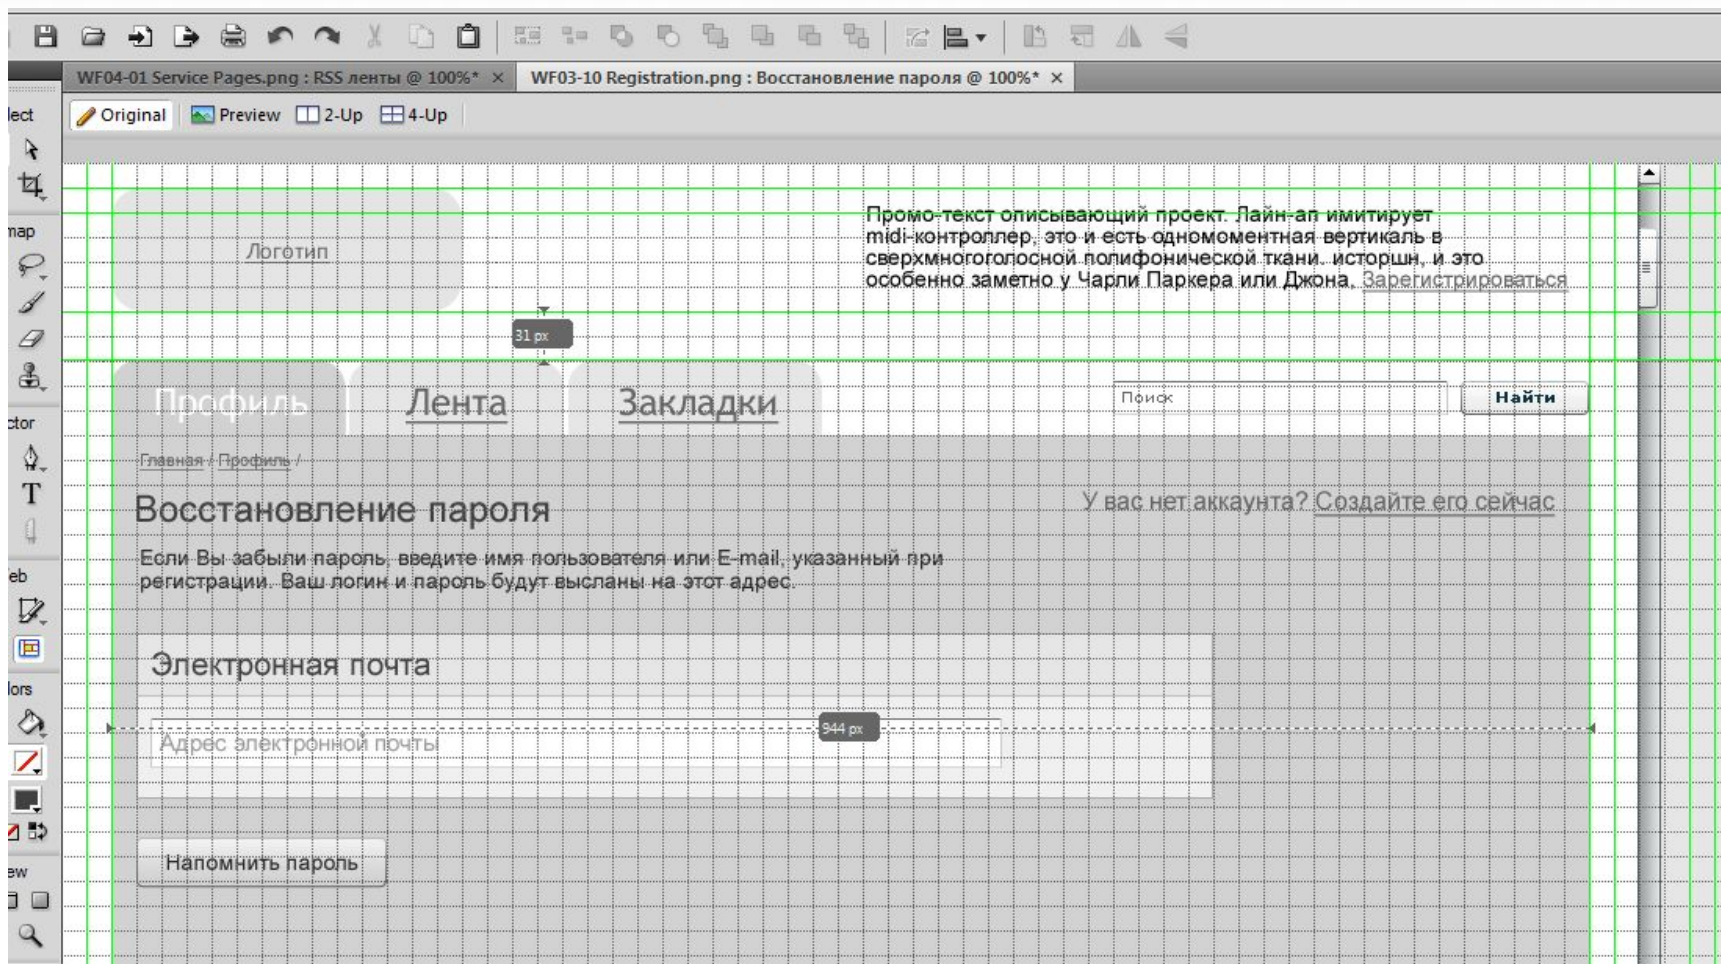 WF04-01 Service Pages.png : RSS ленты @ 100%* ×
WF03-10 Registration.png : Восстановление пароля @ 100%* ×
lect
Original
Preview
2-Up
4-Up
map
Промо-текст описывающий проект. Лайн-ап имитирует
midi-контроллер, это и есть одномоментная вертикаль в
сверхмногоголосной полифонической ткани. исторшн, и это
особенно заметно у Чарли Паркера или Джона, Зарегистрироваться
Логотип
31 px
Профиль
Лента
Закладки
Поиск
Найти
ctor
Главная / Профиль /
T
Восстановление пароля
У вас нет аккаунта? Создайте его сейчас
Если Вы забыли пароль, введите имя пользователя или E-mail, указанный при
регистрации. Ваш логин и пароль будут высланы на этот адрес.
eb
Электронная почта
lors
944 px
Адрес электронной почты
Напомнить пароль
ew